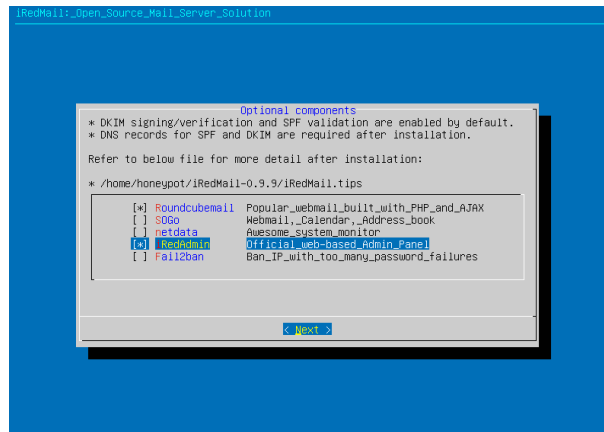 iRedMail:_Open_Source_Mail_Server_Solution
Optional components
* DKIM signing/verification and SPF validation are enabled by default.
* DNS records for SPF and DKIM are required after installation.
Refer to below file for more detail after installation:
* /home/honeypot/iRedMail-0.9.9/iRedMail.tips
[*] Roundcubemail Popular_webmail_built_with_PHP_and_AJAX
[ ] SOGo Webmail,_Calendar,_Address_book
[ ] netdata Awesome_system_monitor
[*] iRedAdmin Official_web-based_Admin_Panel
[ ] Fail2ban Ban_IP_with_too_many_password_failures
< Next >